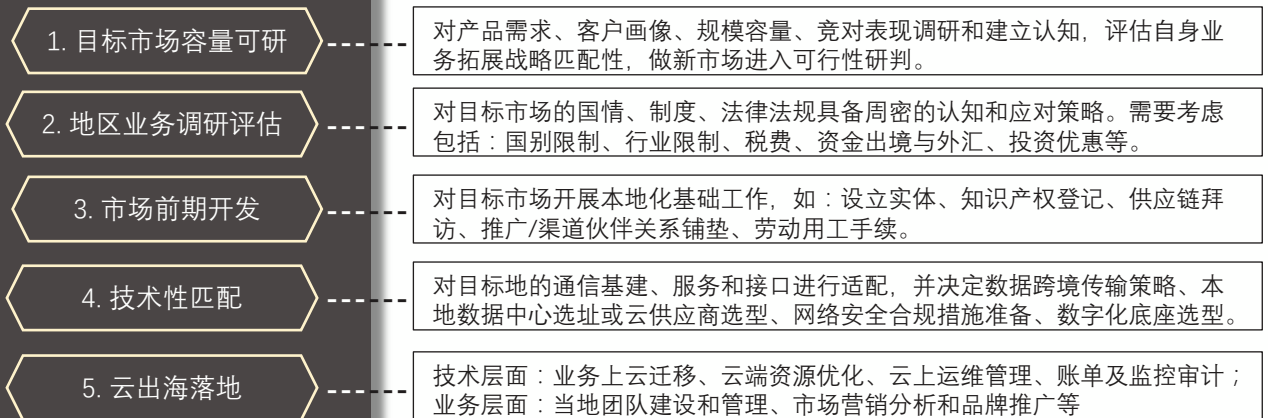 1. 目标市场容量可研
对产品需求、客户画像、规模容量、竞对表现调研和建立认知，评估自身业
务拓展战略匹配性，做新市场进入可行性研判。
2. 地区业务调研评估
对目标市场的国情、制度、法律法规具备周密的认知和应对策略。需要考虑
包括：国别限制、行业限制、税费、资金出境与外汇、投资优惠等。
3. 市场前期开发
对目标市场开展本地化基础工作，如：设立实体、知识产权登记、供应链拜
访、推广/渠道伙伴关系铺垫、劳动用工手续。
4. 技术性匹配
对目标地的通信基建、服务和接口进行适配，并决定数据跨境传输策略、本
地数据中心选址或云供应商选型、网络安全合规措施准备、数字化底座选型。
5. 云出海落地
技术层面：业务上云迁移、云端资源优化、云上运维管理、账单及监控审计；
业务层面：当地团队建设和管理、市场营销分析和品牌推广等